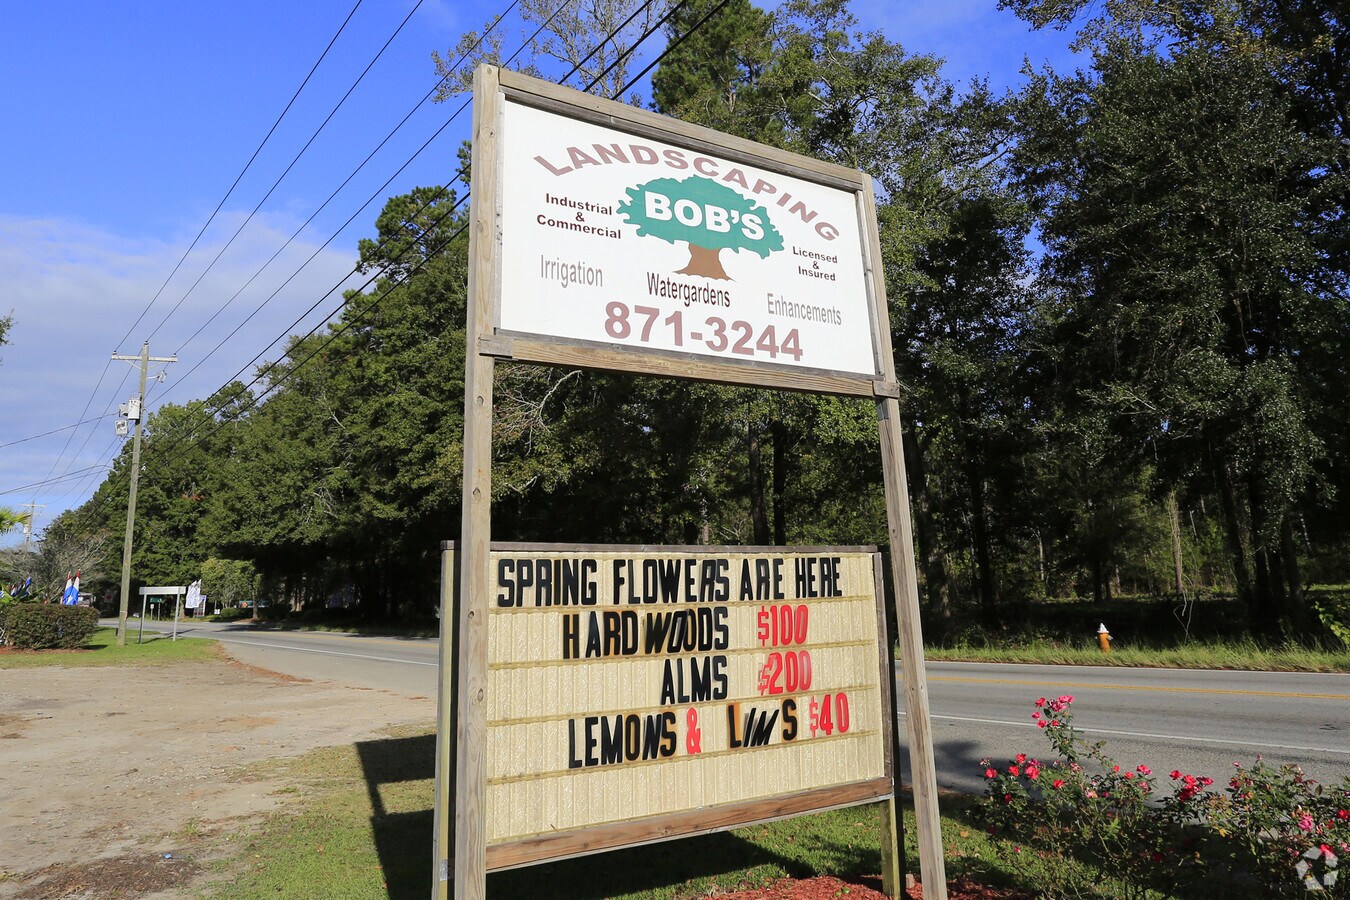 LANDSCAPING
BOB'S
Industrial
&
Commercial
Licensed
&
Insured
Irrigation
Watergardens
Enhancements
871-3244
SPRING FLOWERS ARE HERE
HARDWOODS $100
ALMS $200
LEMONS & LIMS $40